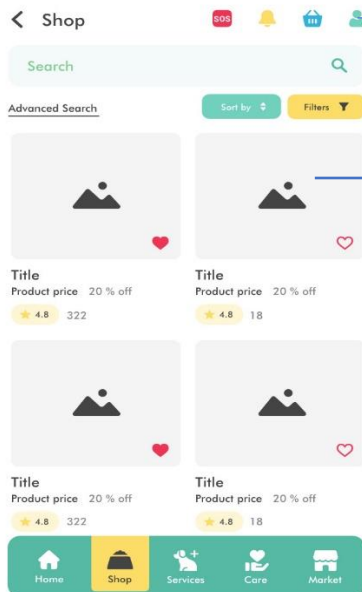 Shop
SOS
Search
Advanced Search
Sort by
Filters
Title
Product price 20 % off
4.8 322
Title
Product price 20 % off
4.8 18
Title
Product price 20 % off
4.8 322
Title
Product price 20 % off
4.8 18
Home
Shop
Services
Care
Market